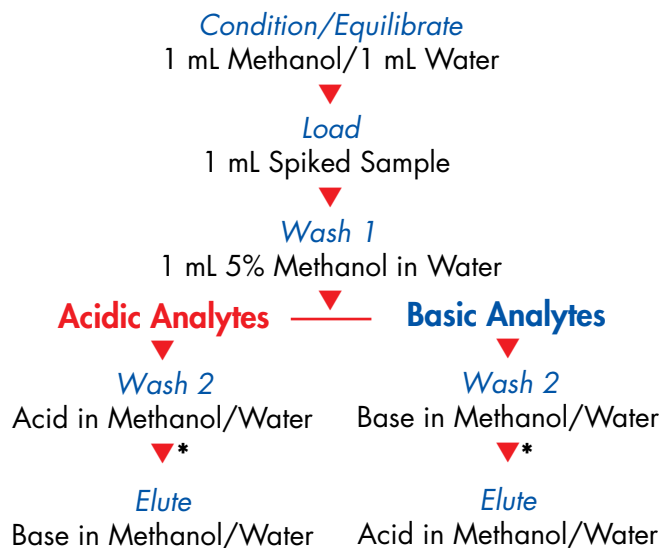 Condition/Equilibrate
1 mL Methanol/1 mL Water
Load
1 mL Spiked Sample
Wash 1
1 mL 5% Methanol in Water
Acidic Analytes
Wash 2
Acid in Methanol/Water
*
Elute
Base in Methanol/Water
Basic Analytes
Wash 2
Base in Methanol/Water
*
Elute
Acid in Methanol/Water